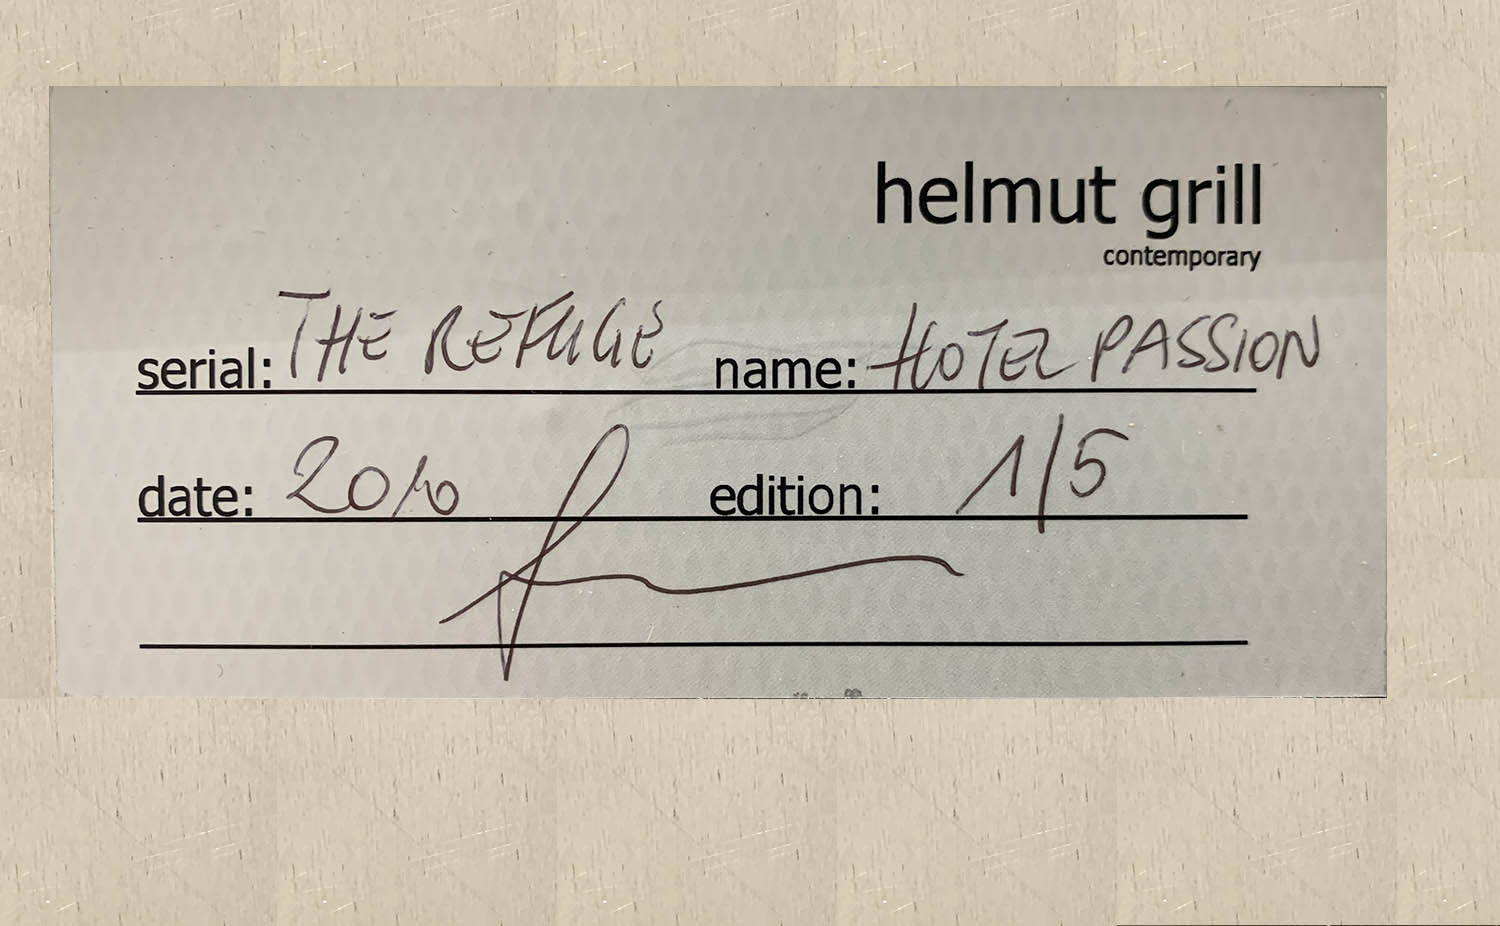 helmut grill
contemporary
serial: THE REFUGE name: HOTEL PASSION
date: 2010 edition: 1/5